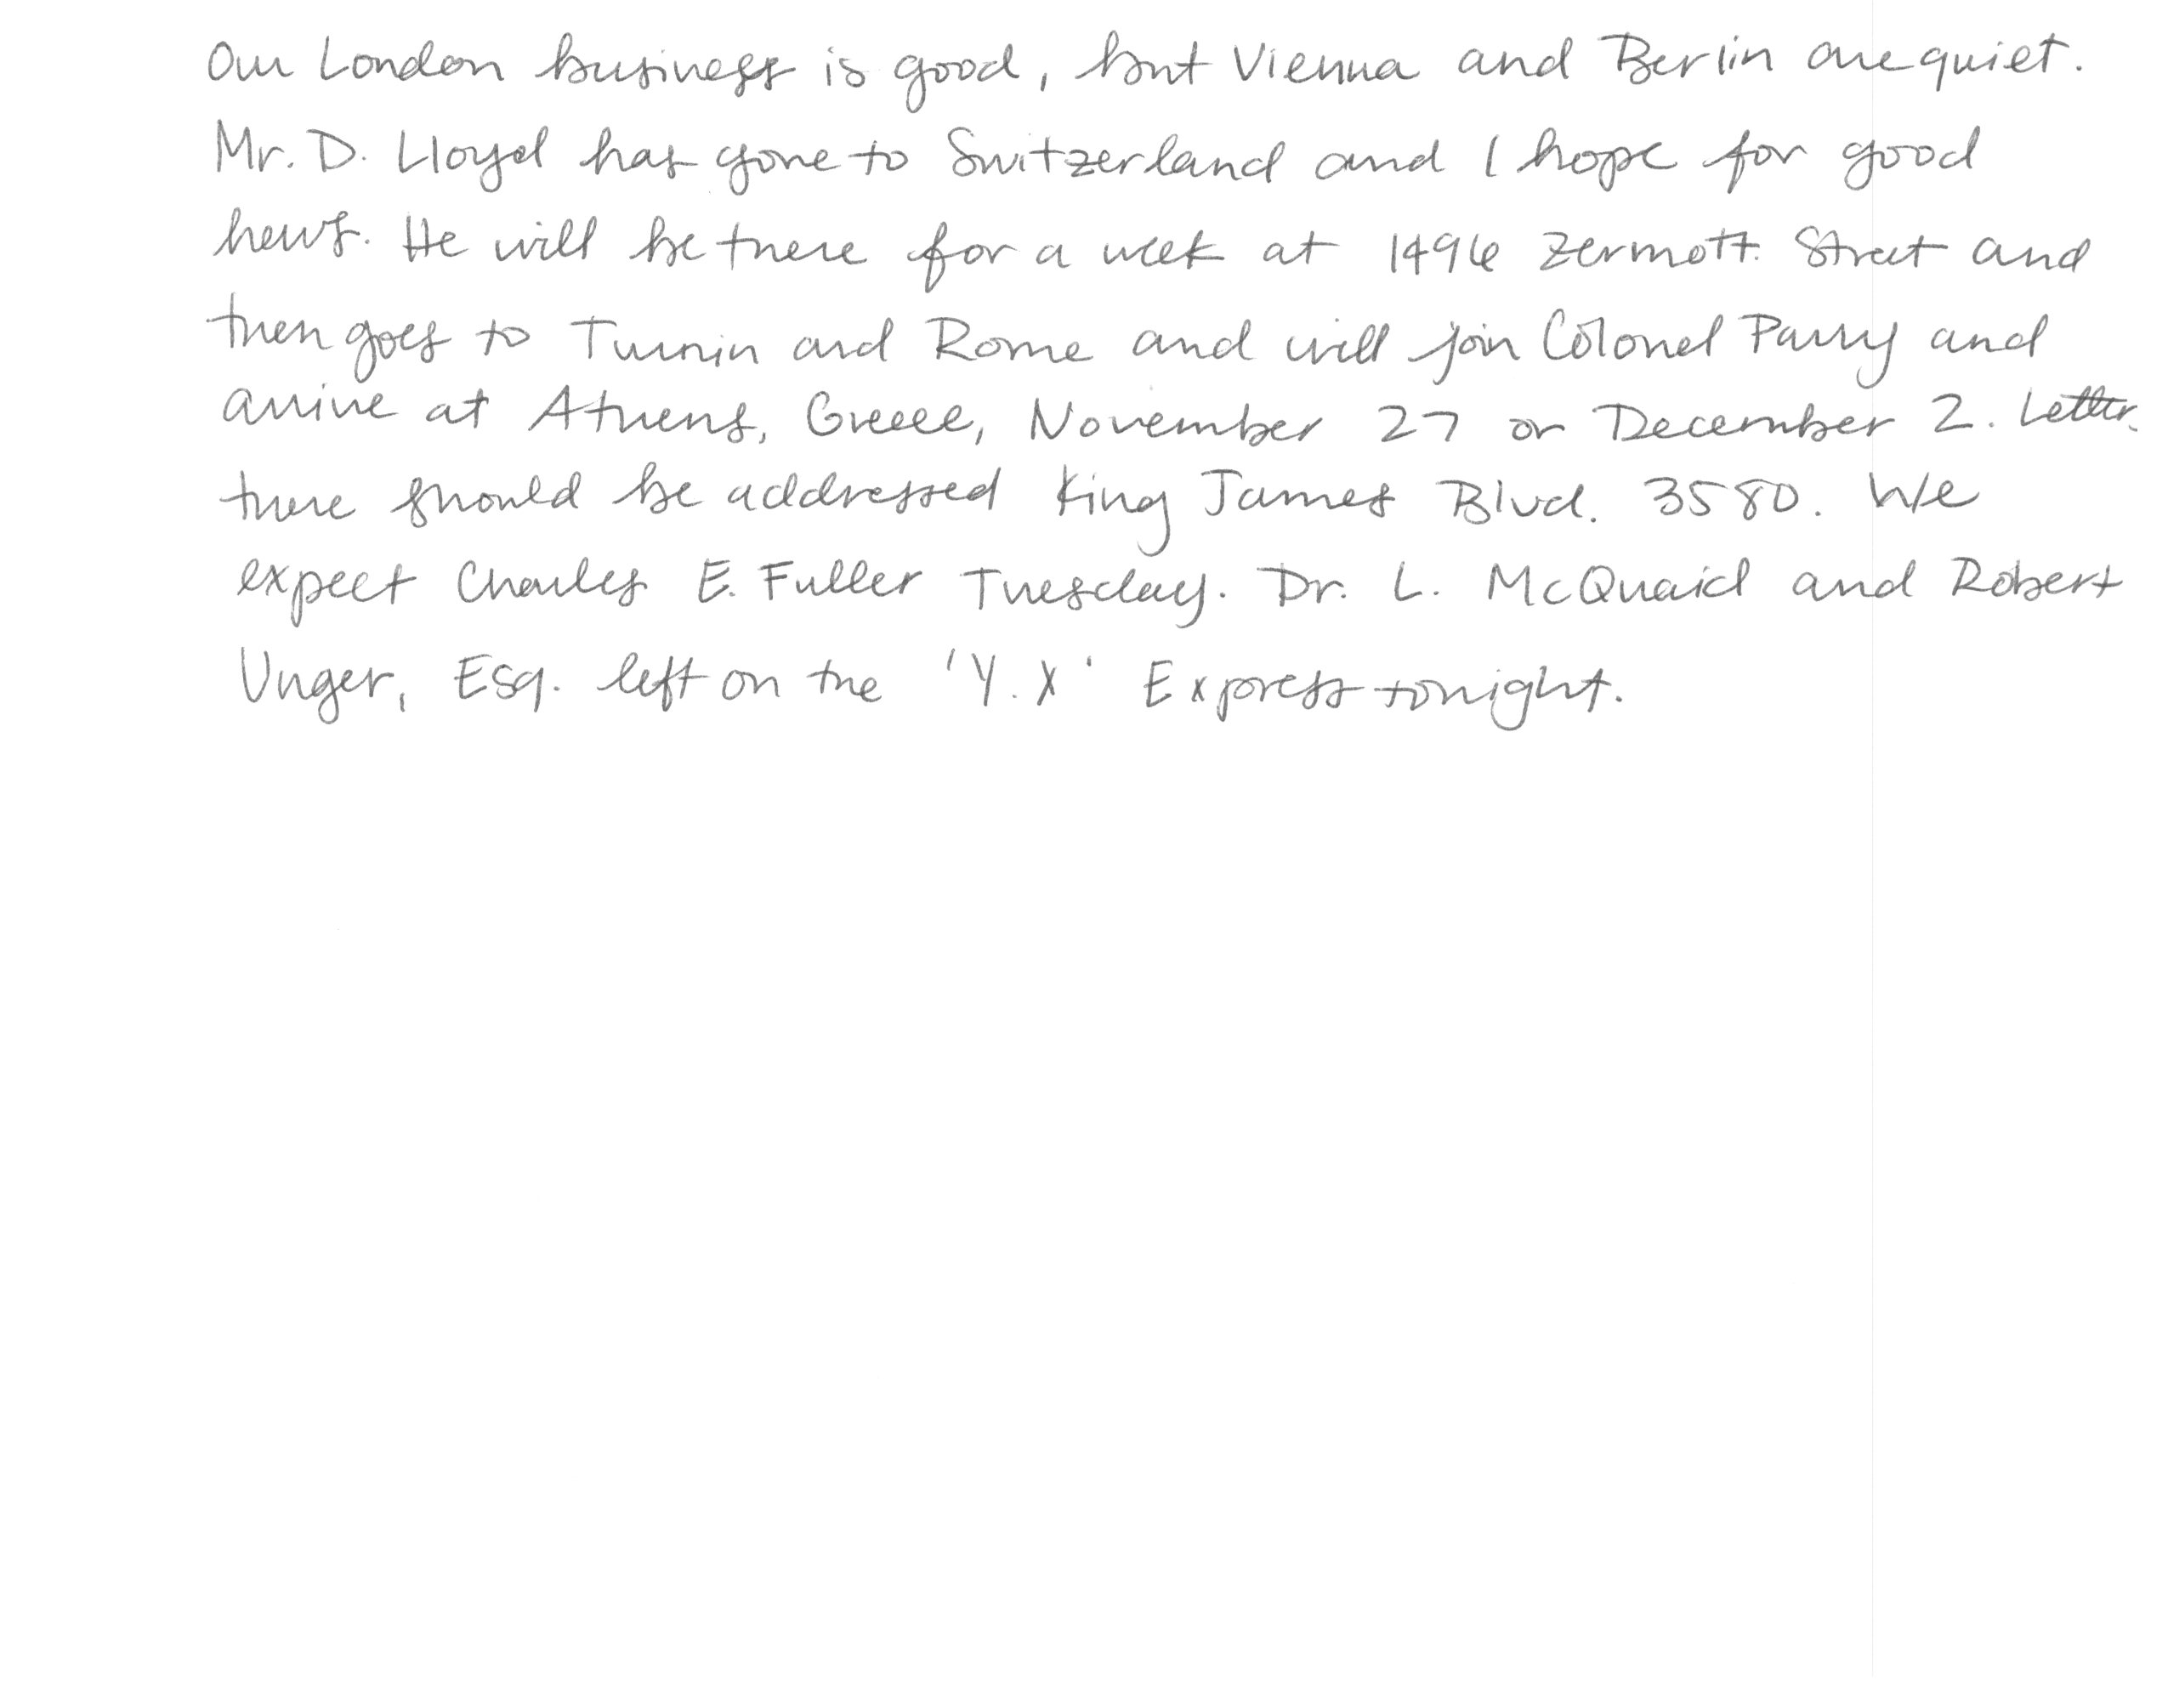 Our London business is good, but Vienna and Berlin are quiet.
Mr. D. Lloyd has gone to Switzerland and I hope for good
news. He will be there for a week at 1496 Zermott Street and
then goes to Turin and Rome and will join Colonel Parry and
arrive at Athens, Greece, November 27 or December 2. Letter
there should be addressed King James Blvd. 3580. We
expect Charles E. Fuller Tuesday. Dr. L. McQuaid and Robert
Unger, Esq. left on the 'Y.X' Express tonight.